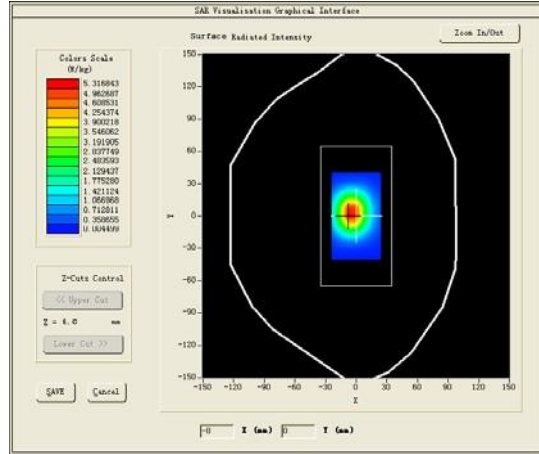 SAR Visualisation Graphical Interface
Surface Radiated Intensity
Zoom In/Out
Colors Scale
(W/kg)
5.316843
4.962687
4.608531
4.254374
3.900218
3.546062
3.191905
2.837749
2.483593
2.129437
1.775280
1.421124
1.066968
0.712811
0.358655
0.004499
Z-Cuts Control
<< Upper Cut
Z = 4.0 mm
Lower Cut >>
SAVE
Cancel
150
120
90
60
30
0
-30
-60
-90
-120
-150
Y
-150 -120 -90 -60 -30 0 30 60 90 120 150
X
-8 X (mm) 0 Y (mm)